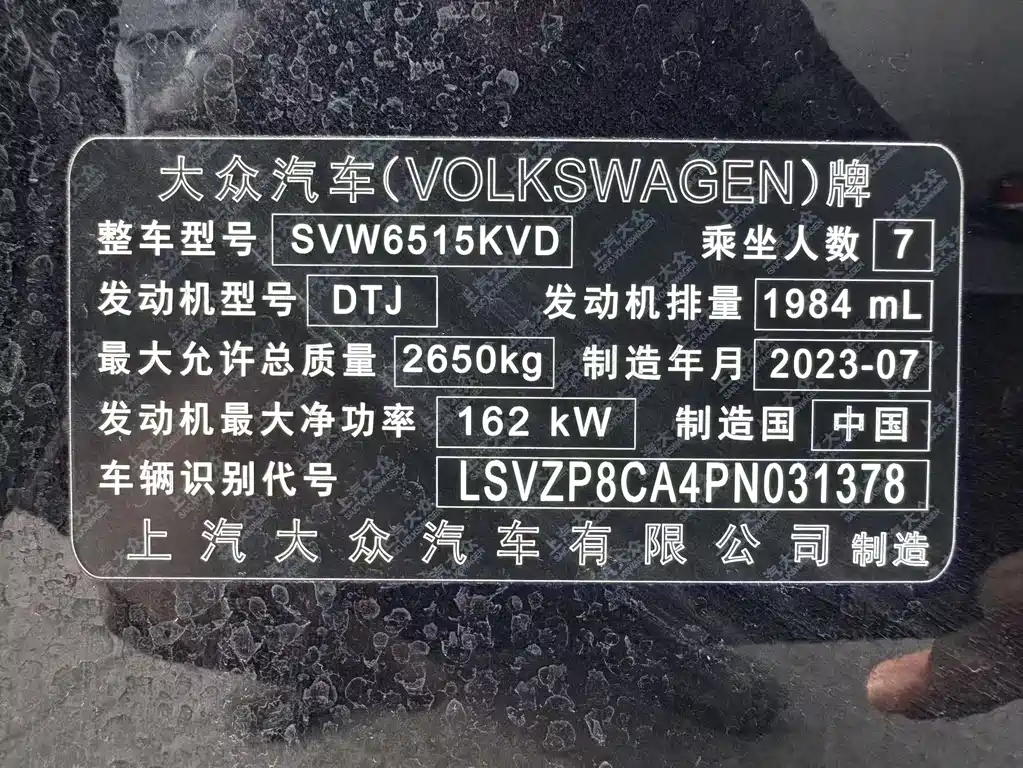 大众汽车(VOLKSWAGEN)牌
整车型号 SVW6515KVD 乘坐人数 7
发动机型号 DTJ 发动机排量 1984 mL
最大允许总质量 2650kg 制造年月 2023-07
发动机最大净功率 162 kW 制造国 中国
车辆识别代号 LSVZP8CA4PN031378
上汽大众汽车有限公司 制造